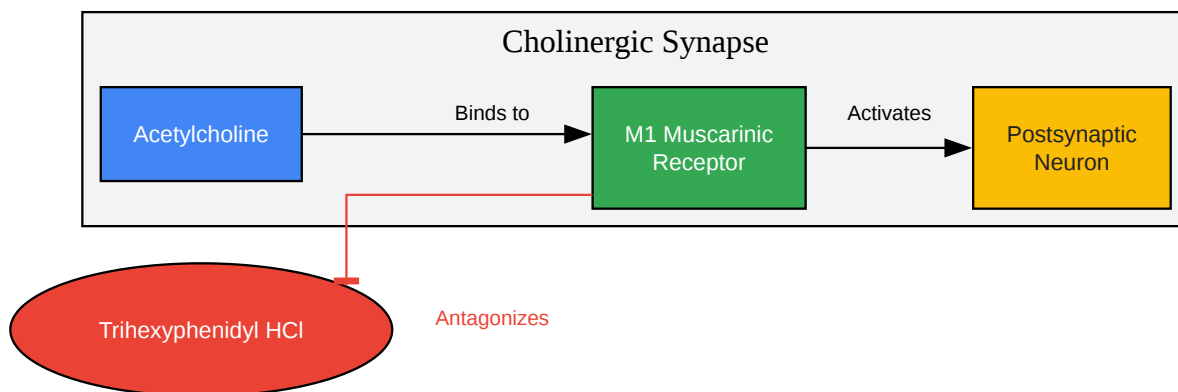 Cholinergic Synapse
Acetylcholine
Binds to
M1 Muscarinic
Receptor
Activates
Postsynaptic
Neuron
Trihexyphenidyl HCl
Antagonizes